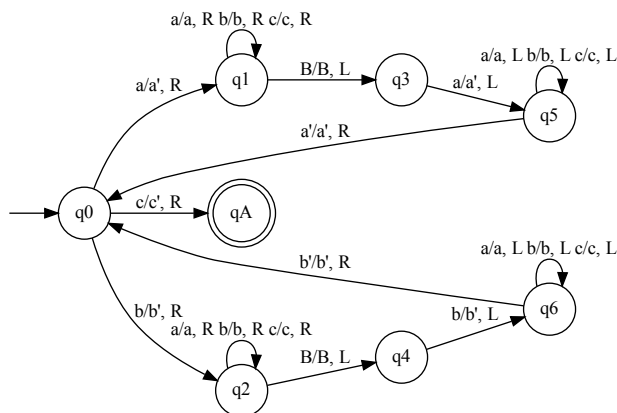 a/a, R b/b, R c/c, R
q1
B/B, L
q3
a/a, L b/b, L c/c, L
a/a', R
a/a', L
q5
a'/a', R
q0
c/c', R
qA
b'/b', R
a/a, L b/b, L c/c, L
q6
b/b', R
a/a, R b/b, R c/c, R
b/b', L
B/B, L
q4
q2